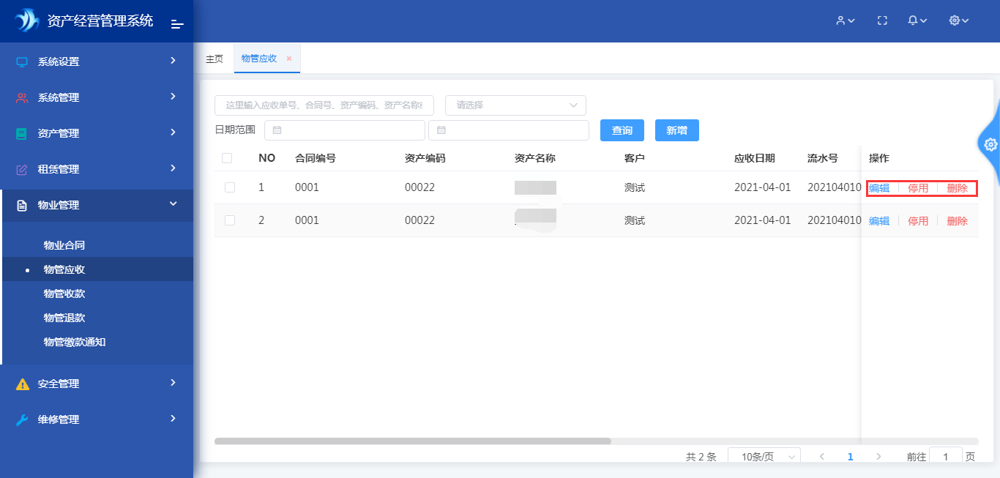 资产经营管理系统
系统设置
系统管理
资产管理
租赁管理
物业管理
物业合同
物管应收
物管收款
物管退款
物管缴款通知
安全管理
维修管理
主页 物管应收 ×
这里输入应收单号、合同号、资产编码、资产名称 请选择
日期范围 查询 新增
NO 合同编号 资产编码 资产名称 客户 应收日期 流水号 操作
1 0001 00022 测试 2021-04-01 202104010 编辑 停用 删除
2 0001 00022 测试 2021-04-01 202104010 编辑 停用 删除
共 2 条 10条/页 1 前往 1 页